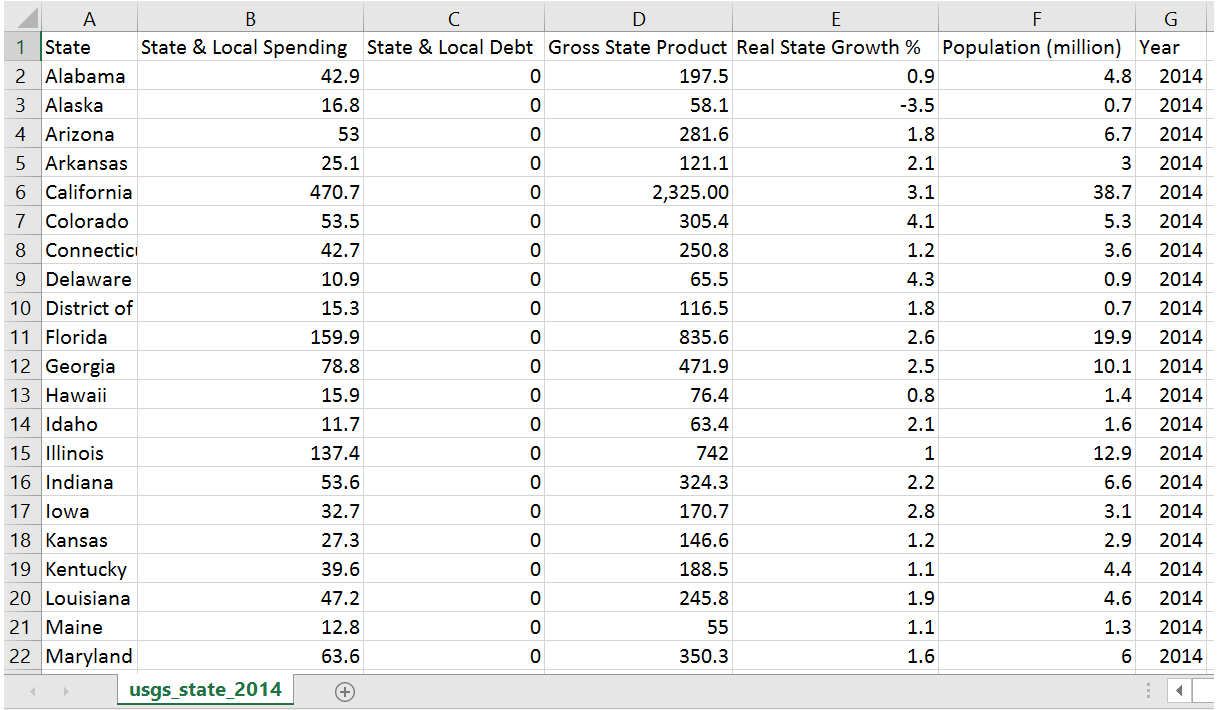 A B C D E F G
1 State State & Local Spending State & Local Debt Gross State Product Real State Growth % Population (million) Year
2 Alabama 42.9 0 197.5 0.9 4.8 2014
3 Alaska 16.8 0 58.1 -3.5 0.7 2014
4 Arizona 53 0 281.6 1.8 6.7 2014
5 Arkansas 25.1 0 121.1 2.1 3 2014
6 California 470.7 0 2,325.00 3.1 38.7 2014
7 Colorado 53.5 0 305.4 4.1 5.3 2014
8 Connectic 42.7 0 250.8 1.2 3.6 2014
9 Delaware 10.9 0 65.5 4.3 0.9 2014
10 District of 15.3 0 116.5 1.8 0.7 2014
11 Florida 159.9 0 835.6 2.6 19.9 2014
12 Georgia 78.8 0 471.9 2.5 10.1 2014
13 Hawaii 15.9 0 76.4 0.8 1.4 2014
14 Idaho 11.7 0 63.4 2.1 1.6 2014
15 Illinois 137.4 0 742 1 12.9 2014
16 Indiana 53.6 0 324.3 2.2 6.6 2014
17 Iowa 32.7 0 170.7 2.8 3.1 2014
18 Kansas 27.3 0 146.6 1.2 2.9 2014
19 Kentucky 39.6 0 188.5 1.1 4.4 2014
20 Louisiana 47.2 0 245.8 1.9 4.6 2014
21 Maine 12.8 0 55 1.1 1.3 2014
22 Maryland 63.6 0 350.3 1.6 6 2014
usgs_state_2014